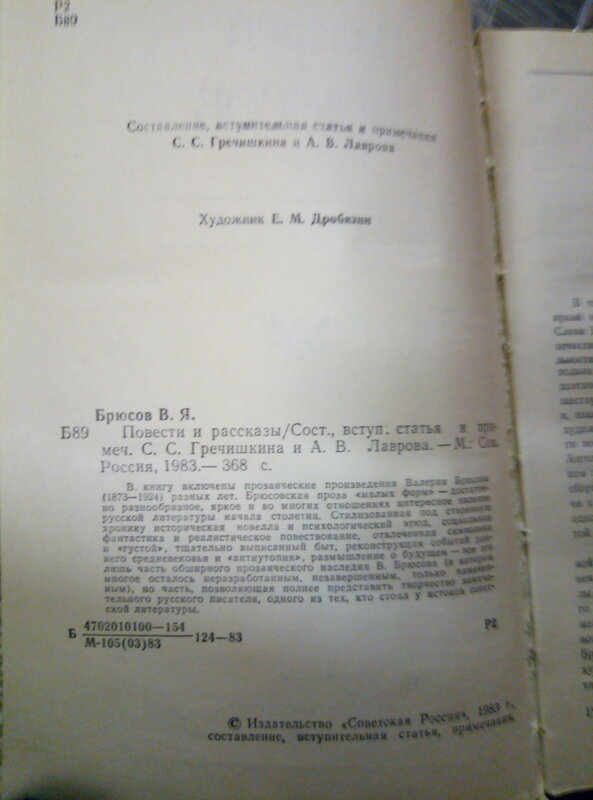 Р2
Б89
Составление, вступительная статья и примечания
С. С. Гречишкина и А. В. Лаврова
Художник Е. М. Дробязин
Брюсов В. Я.
Б89 Повести и рассказы/Сост., вступ. статья и при-
меч. С. С. Гречишкина и А. В. Лаврова. — М.: Сов.
Россия, 1983.— 368 с.
В книгу включены прозаические произведения Валерия Брюсова
(1873—1924) разных лет. Брюсовская проза «малых форм» — достаточ-
но разнообразное, яркое и во многих отношениях интересное явление
русской литературы начала столетия. Стилизованная под старинную
хронику историческая новелла и психологический этюд, социальная
фантастика и реалистическое повествование, отвлеченная символика
и «густой», тщательно выписанный быт, реконструкция событий ран-
него средневековья и «антиутопия», размышление о будущем — все это
лишь часть обширного прозаического наследия В. Брюсова (в котором
многое осталось неразработанным, незавершенным, только намечен-
ным), но часть, позволяющая полнее представить творчество замеча-
тельного русского писателя, одного из тех, кто стоял у истоков совет-
ской литературы.
Б 4702010100—154
М-105(03)83 124—83 Р2
© Издательство «Советская Россия», 1983 г.,
составление, вступительная статья, примечания.